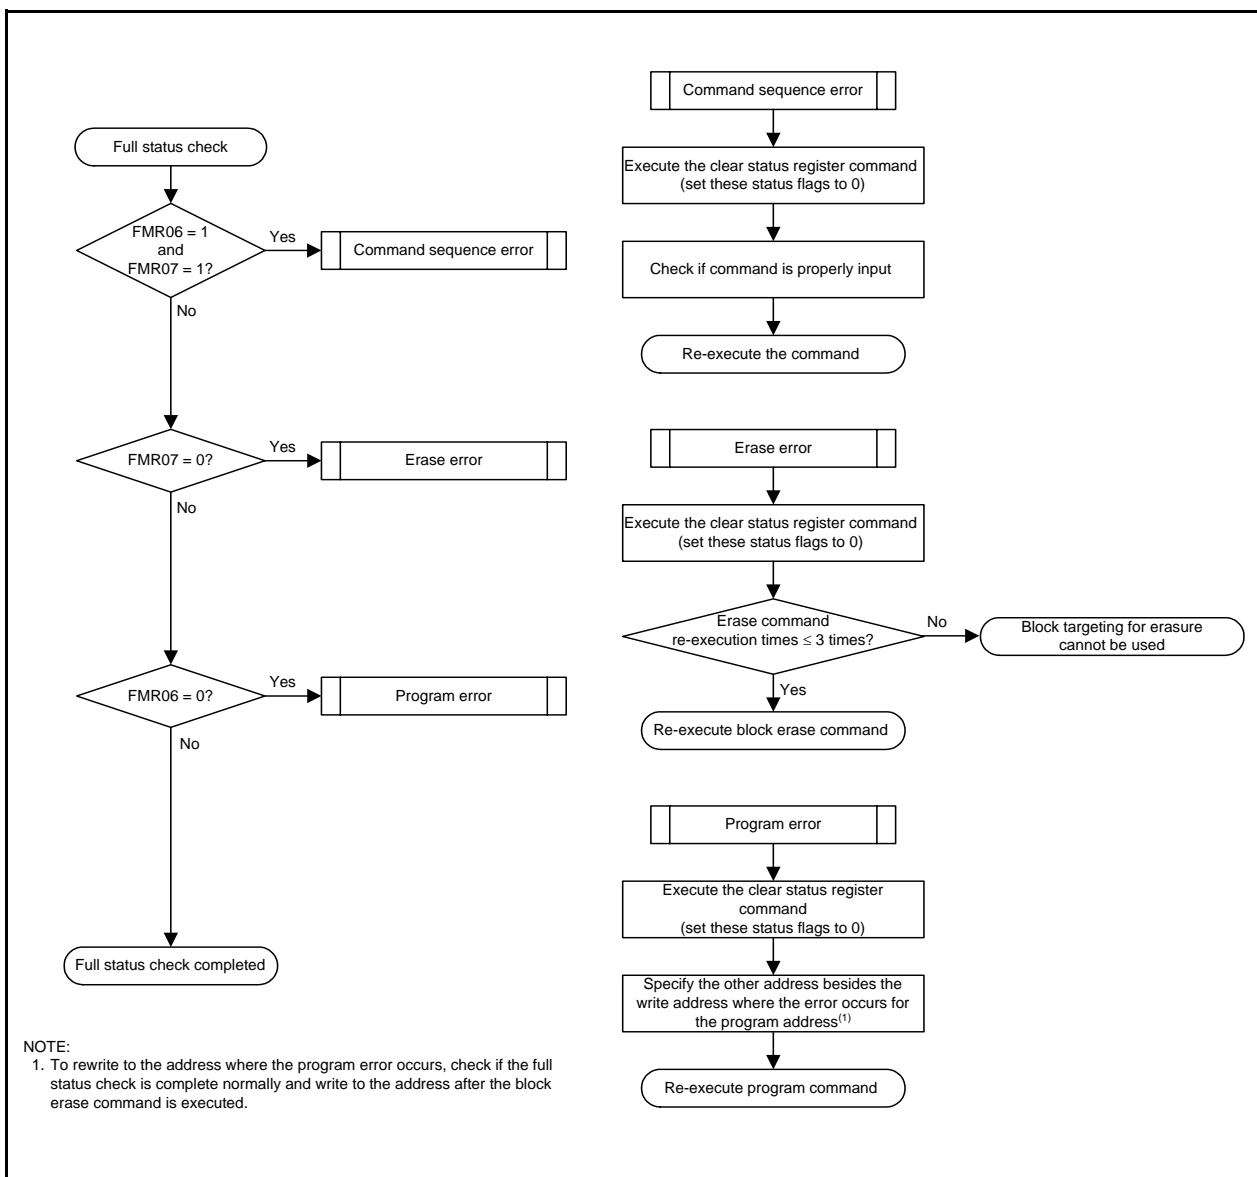 Full status check
FMR06 = 1
and
FMR07 = 1?
Yes
Command sequence error
No
FMR07 = 0?
Yes
Erase error
No
FMR06 = 0?
Yes
Program error
No
Full status check completed
Command sequence error
Execute the clear status register command
(set these status flags to 0)
Check if command is properly input
Re-execute the command
Erase error
Execute the clear status register command
(set these status flags to 0)
Erase command
re-execution times ≤ 3 times?
No
Block targeting for erasure
cannot be used
Yes
Re-execute block erase command
Program error
Execute the clear status register
command
(set these status flags to 0)
Specify the other address besides the
write address where the error occurs for
the program address(1)
Re-execute program command
NOTE:
1. To rewrite to the address where the program error occurs, check if the full
status check is complete normally and write to the address after the block
erase command is executed.